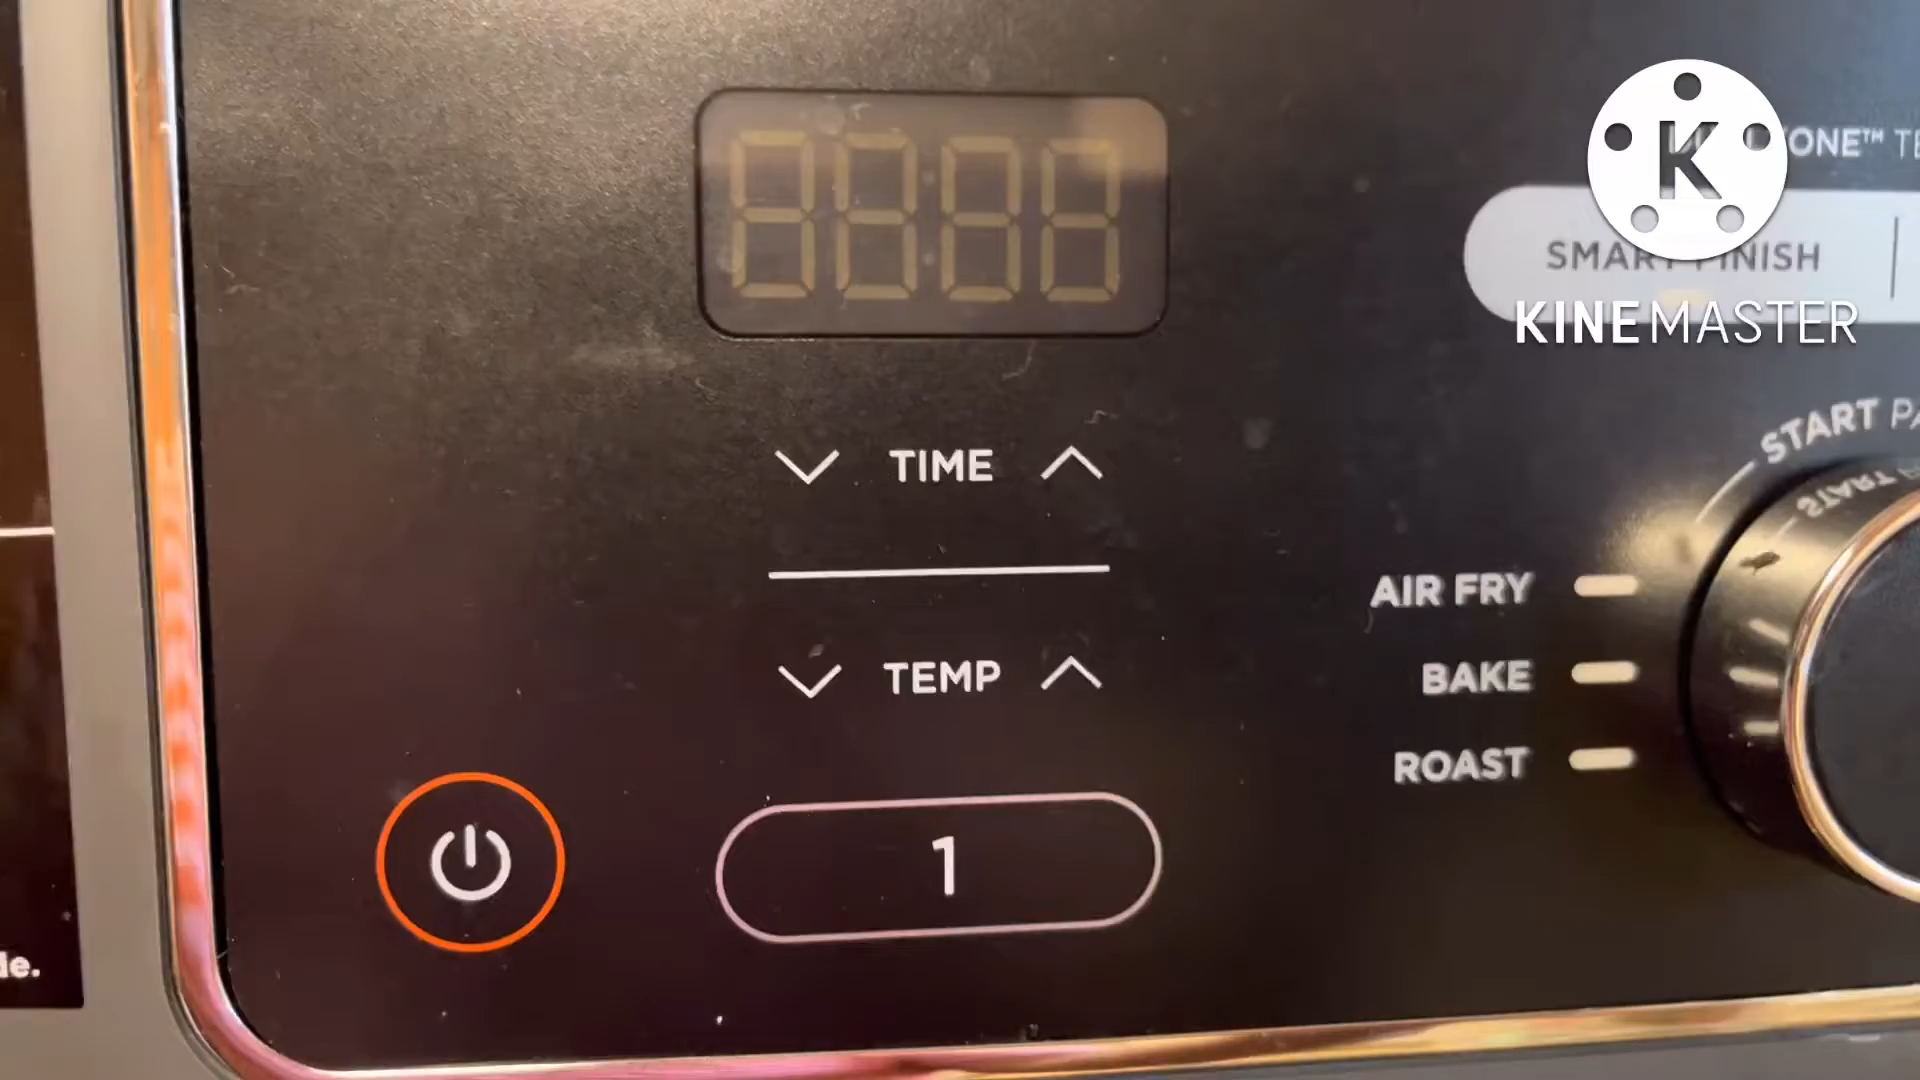 SMART FINISH
KINEMASTER
TIME
START
AIR FRY
BAKE
TEMP
ROAST
1
K